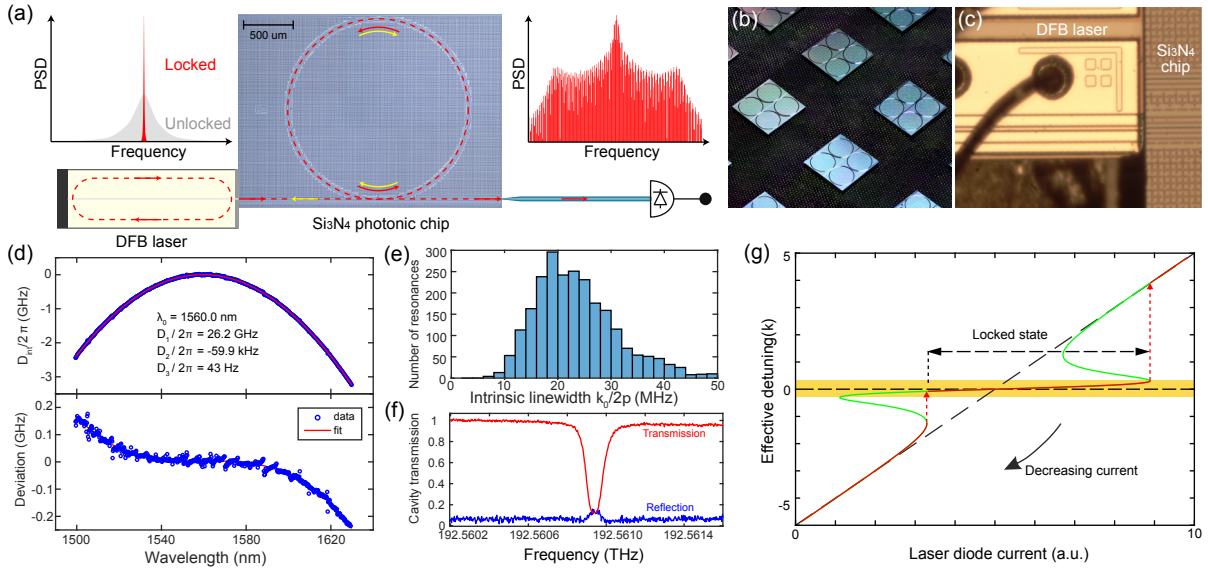 (a)
500 um
PSD
Locked
Unlocked
Frequency
DFB laser
Si₃N₄ photonic chip
PSD
Frequency
(b)
(c)
DFB laser
Si₃N₄
chip
(d)
D_int/2π (GHz)
0
-1
-2
-3
λ₀ = 1560.0 nm
D₁ / 2π = 26.2 GHz
D₂ / 2π = -59.9 kHz
D₃ / 2π = 43 Hz
Deviation (GHz)
0.2
0.1
0
-0.1
-0.2
data
fit
1500
1540
1580
1620
Wavelength (nm)
(e)
Number of resonances
300
250
200
150
100
50
0
0
10
20
30
40
50
Intrinsic linewidth k₀/2p (MHz)
(f)
Cavity transmission
1
0.8
0.6
0.4
0.2
0
Transmission
Reflection
192.5602
192.5606
192.5610
192.5614
Frequency (THz)
(g)
Effective detuning(k)
5
0
-5
Locked state
Decreasing current
0
10
Laser diode current (a.u.)